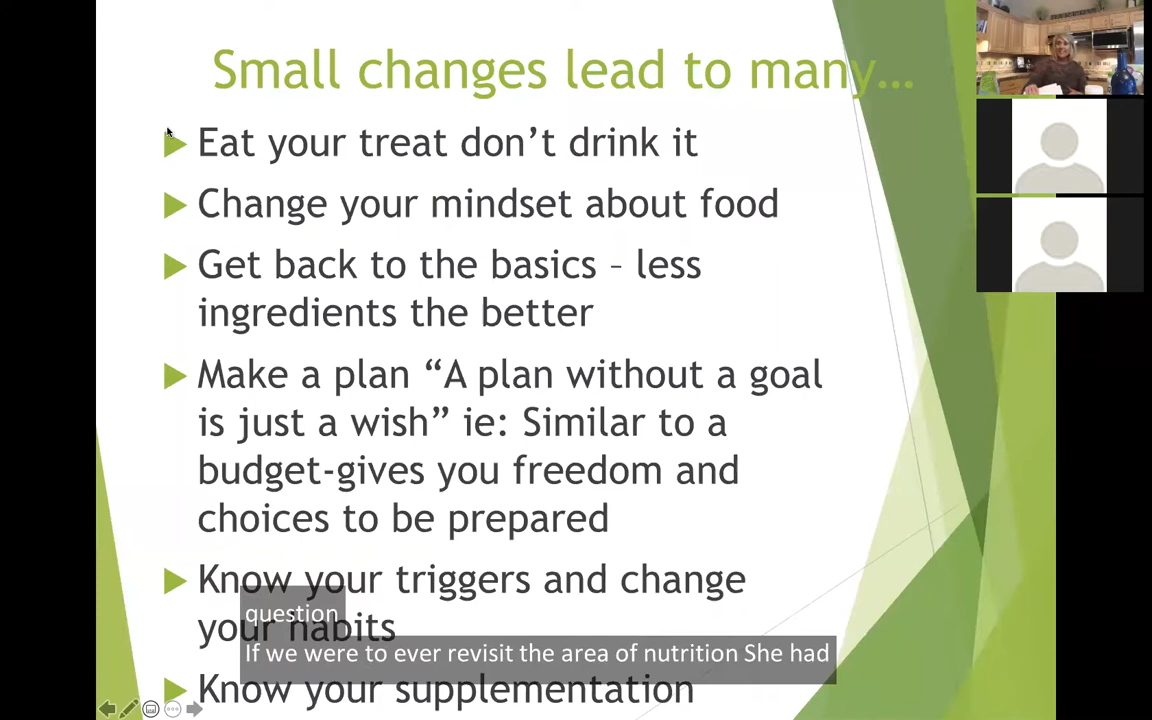 Small changes lead to many…
Eat your treat don’t drink it
Change your mindset about food
Get back to the basics – less
ingredients the better
Make a plan “A plan without a goal
is just a wish” ie: Similar to a
budget-gives you freedom and
choices to be prepared
Know your triggers and change
your habits
question
If we were to ever revisit the area of nutrition She had
Know your supplementation